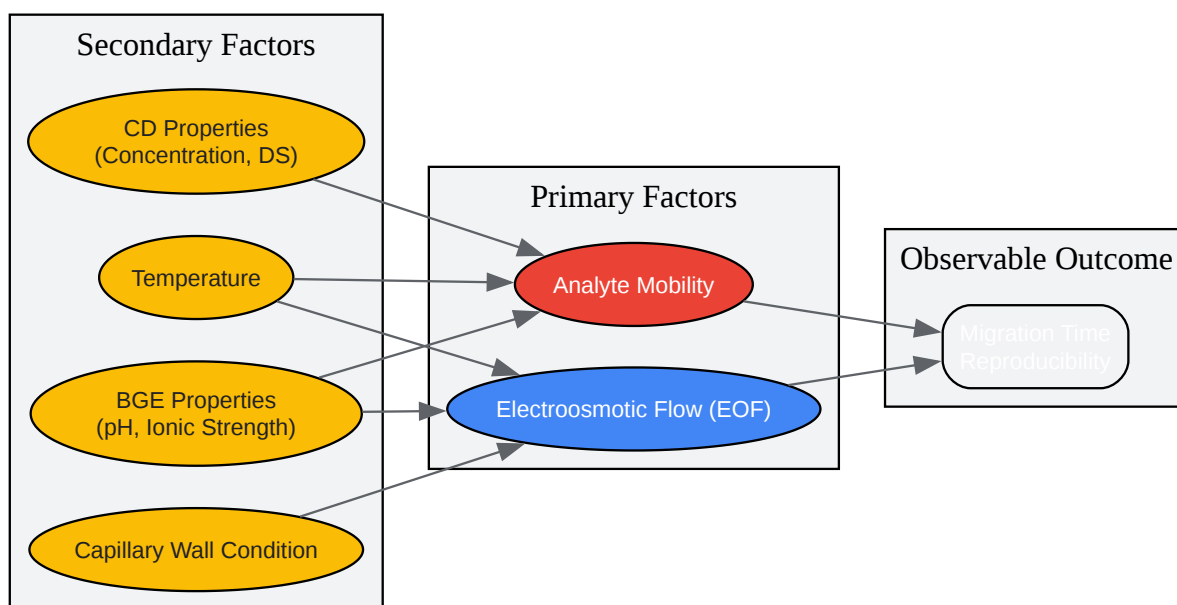 Secondary Factors
CD Properties
(Concentration, DS)
Temperature
BGE Properties
(pH, Ionic Strength)
Capillary Wall Condition
Primary Factors
Analyte Mobility
Electroosmotic Flow (EOF)
Observable Outcome
Migration Time
Reproducibility